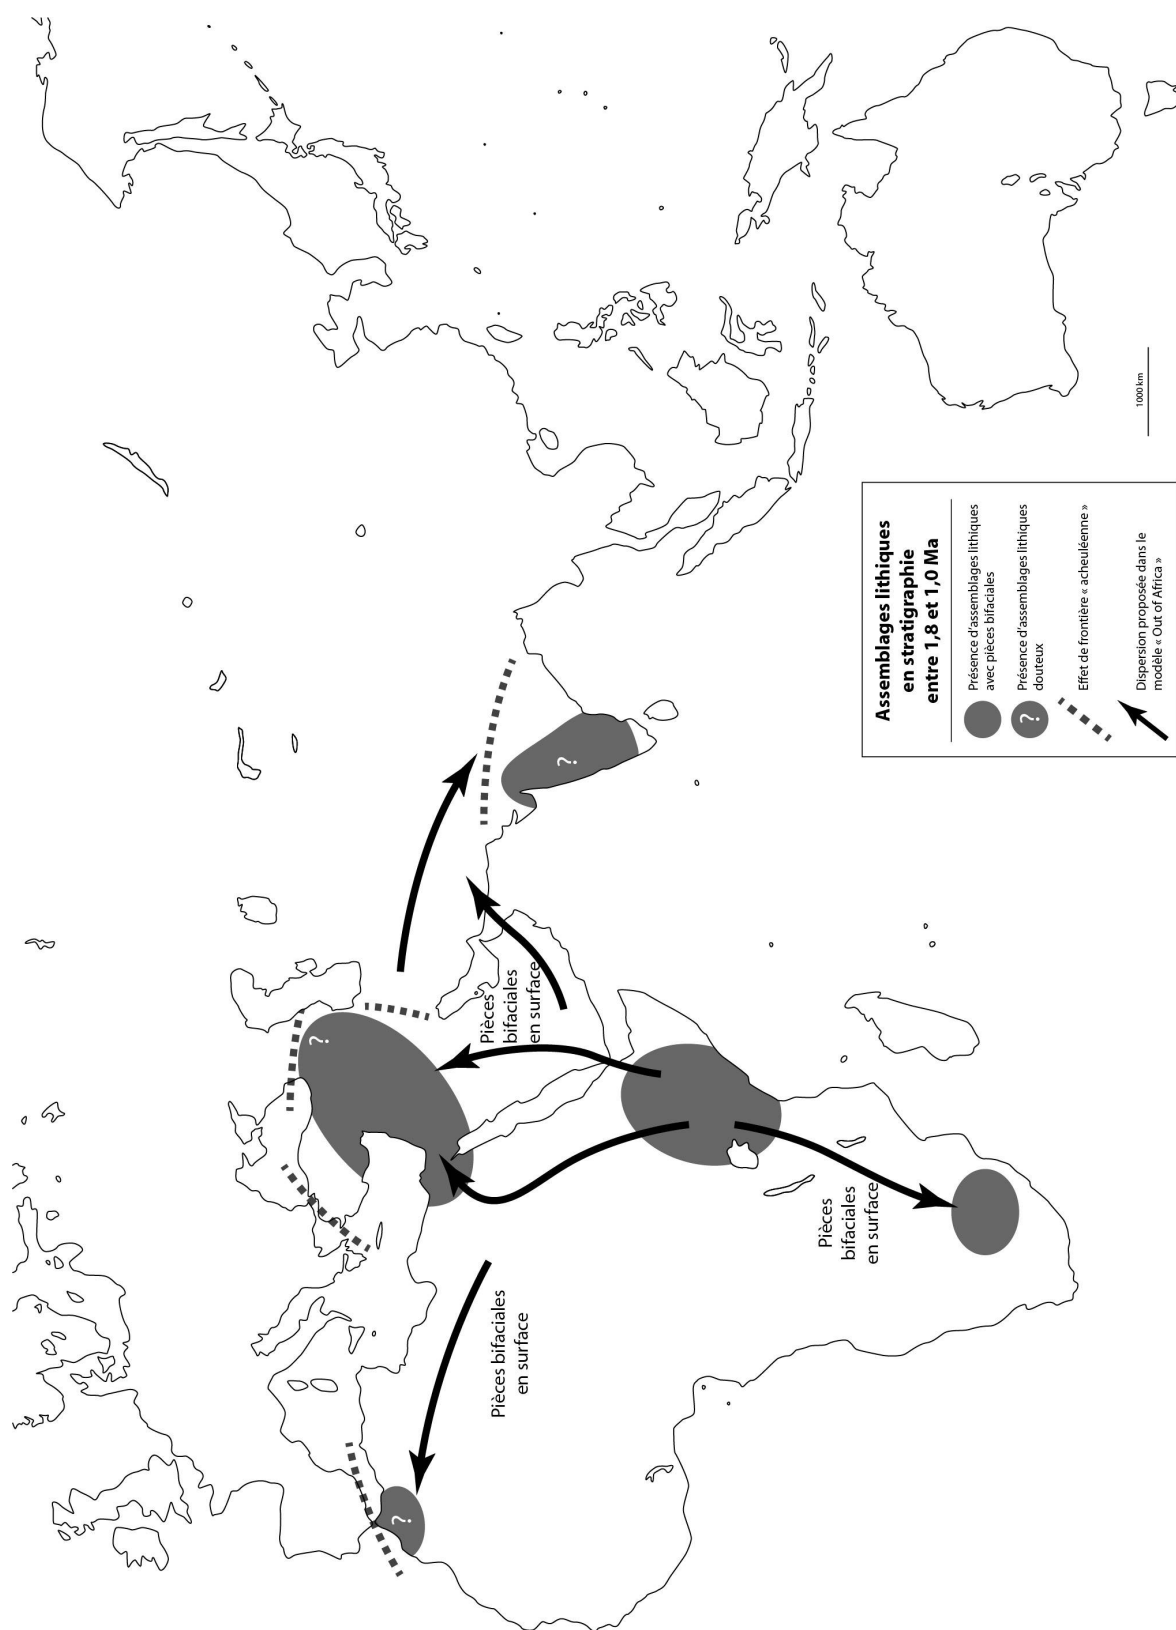 Pièces bifaciales
en surface
Pièces
bifaciales
en surface
Pièces
bifaciales
en surface
?
?
?
Assemblages lithiques
en stratigraphie
entre 1,8 et 1,0 Ma
Présence d'assemblages lithiques
avec pièces bifaciales
?
Présence d'assemblages lithiques
douteux
Effet de frontière « acheuléenne »
Dispersion proposée dans le
modèle « Out of Africa »
1000 km